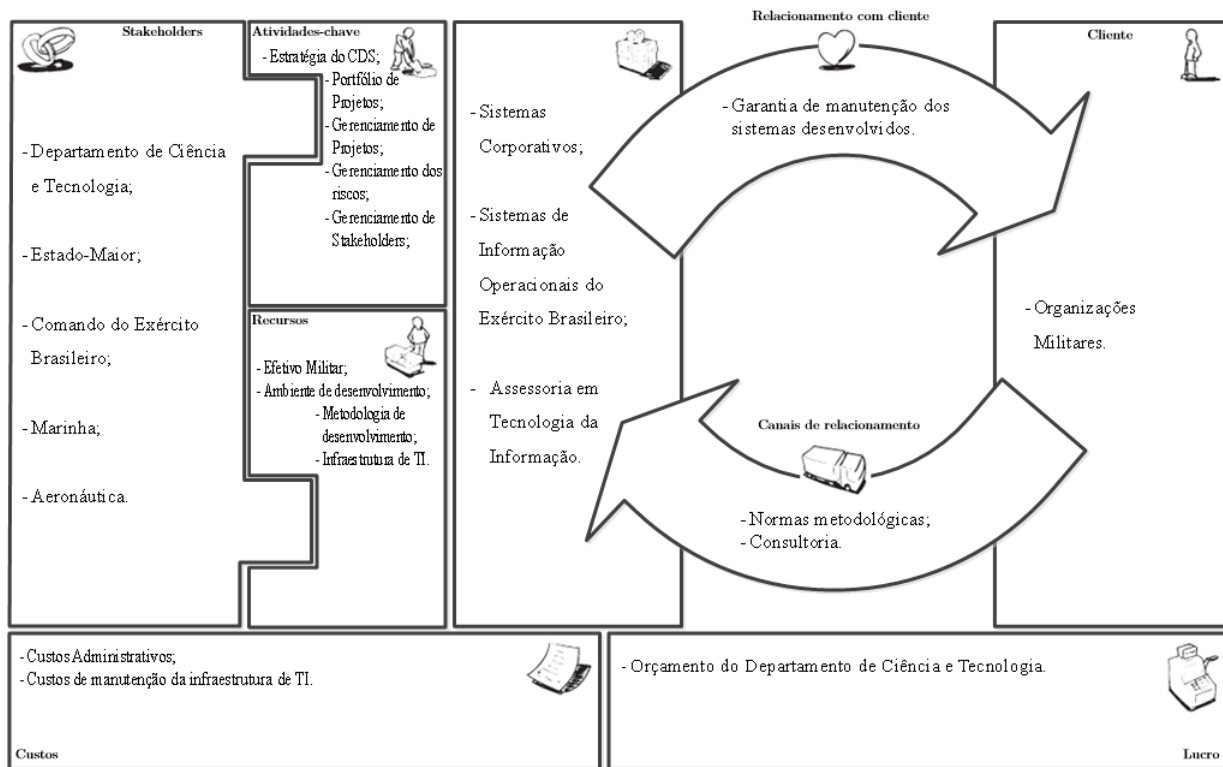 Stakeholders
- Departamento de Ciência
e Tecnologia;
- Estado-Maior;
- Comando do Exército
Brasileiro;
- Marinha;
- Aeronáutica.
Atividades-chave
- Estratégia do CDS;
- Portfólio de
Projetos;
- Gerenciamento de
Projetos;
- Gerenciamento dos
riscos;
- Gerenciamento de
Stakeholders;
Recursos
- Efetivo Militar;
- Ambiente de desenvolvimento;
- Metodologia de
desenvolvimento;
- Infraestrutura de TI.
- Sistemas
Corporativos;
- Sistemas de
Informação
Operacionais do
Exército Brasileiro;
- Assessoria em
Tecnologia da
Informação.
Relacionamento com cliente
- Garantia de manutenção dos
sistemas desenvolvidos.
Canais de relacionamento
- Normas metodológicas;
- Consultoria.
Cliente
- Organizações
Militares.
- Custos Administrativos;
- Custos de manutenção da infraestrutura de TI.
Custos
- Orçamento do Departamento de Ciência e Tecnologia.
Lucro